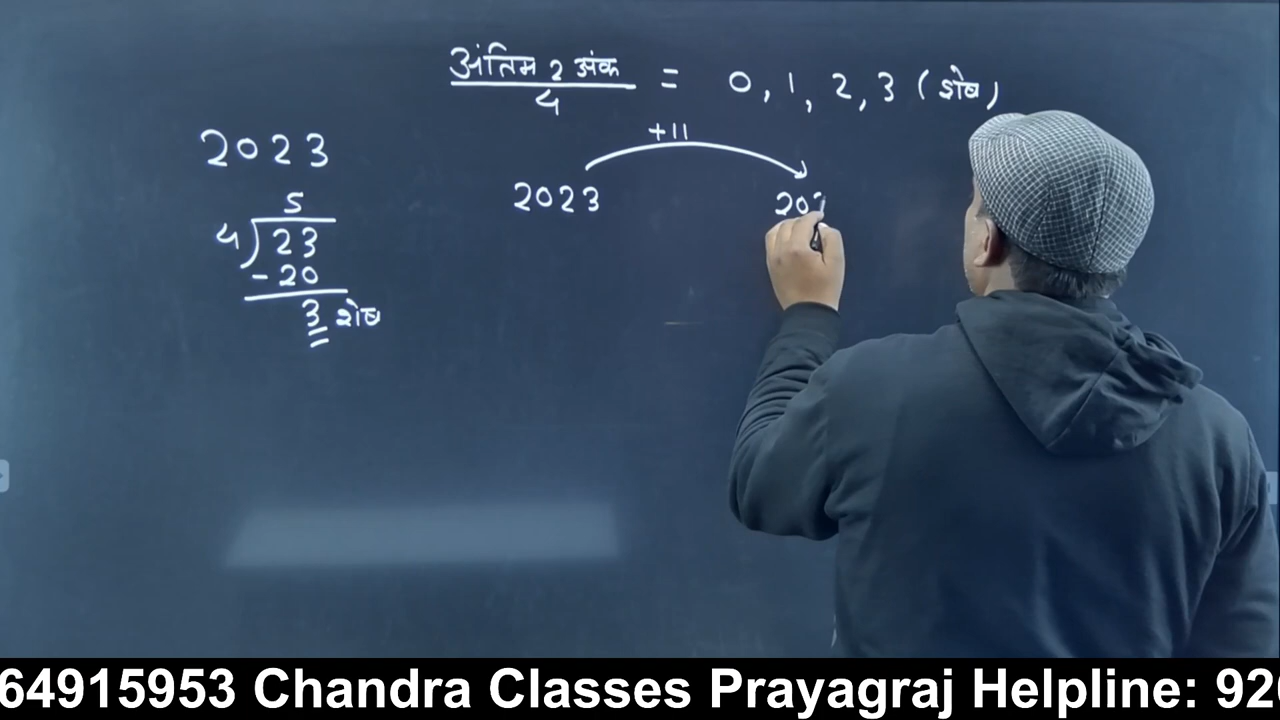 अंतिम 2 अंक
4
= 0, 1, 2, 3 (शेष)
2023
5
4) 23
-20
3 शेष
+11
2023
202
64915953 Chandra Classes Prayagraj Helpline: 92